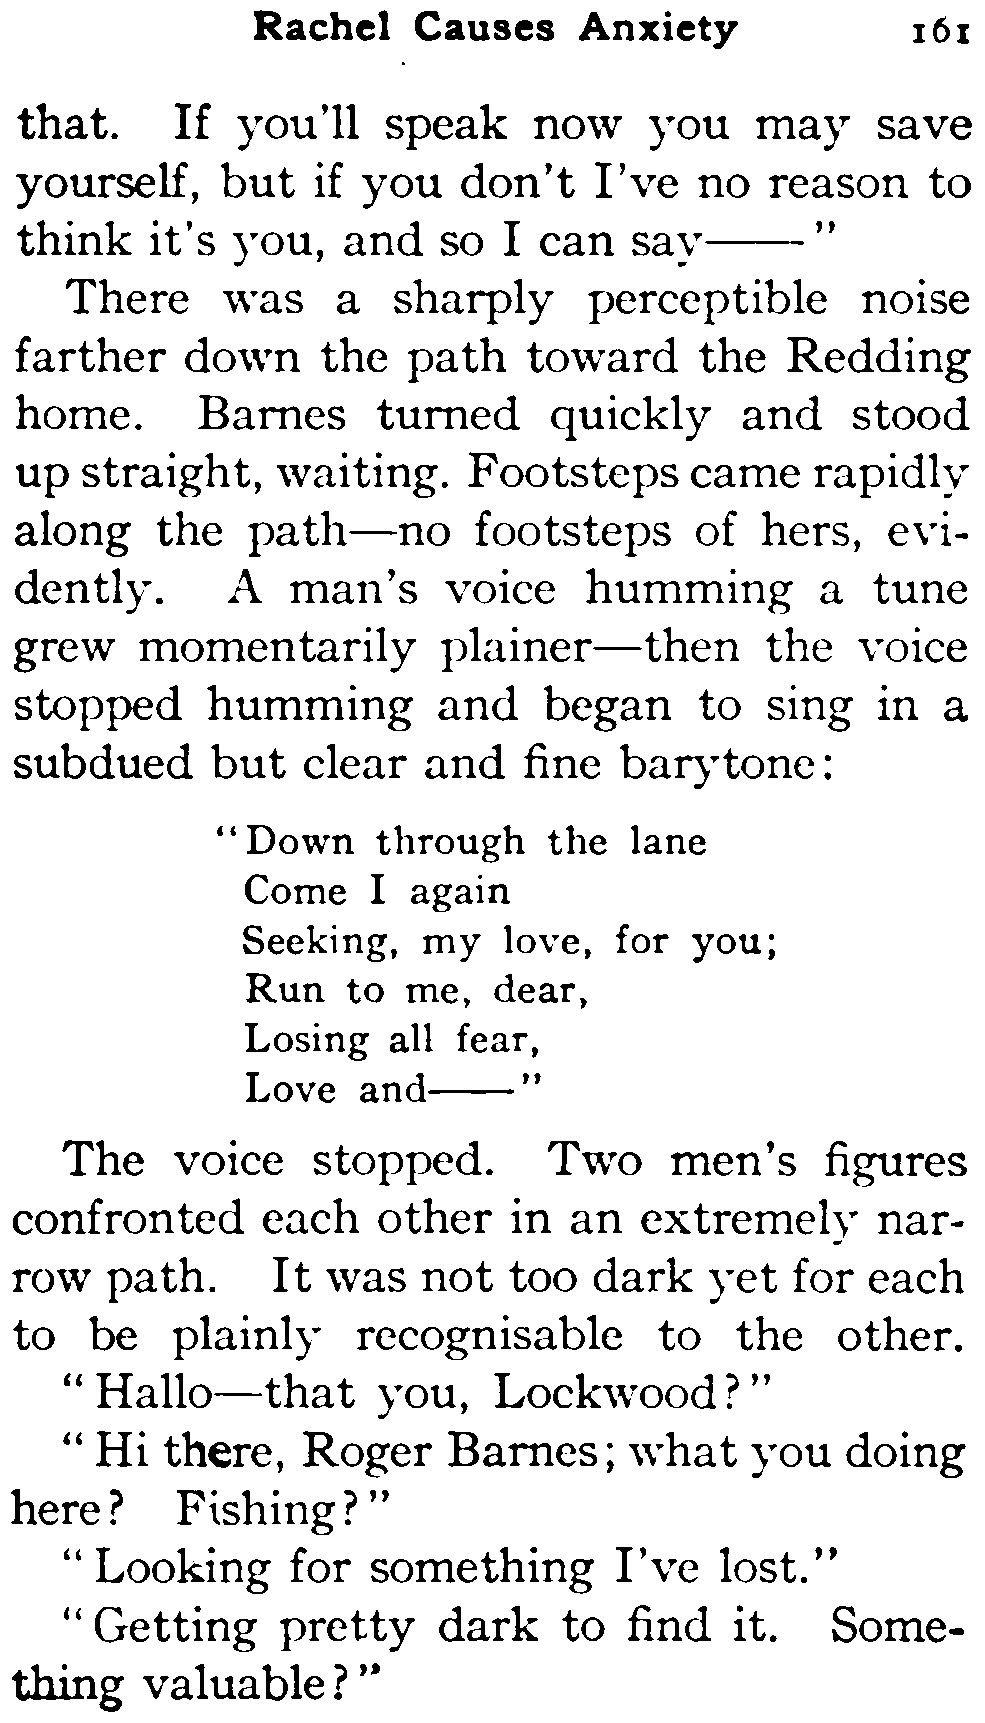 Rachel Causes Anxiety 161
that. If you'll speak now you may save
yourself, but if you don't I've no reason to
think it's you, and so I can say——"
There was a sharply perceptible noise
farther down the path toward the Redding
home. Barnes turned quickly and stood
up straight, waiting. Footsteps came rapidly
along the path—no footsteps of hers, evi-
dently. A man's voice humming a tune
grew momentarily plainer—then the voice
stopped humming and began to sing in a
subdued but clear and fine barytone:
"Down through the lane
Come I again
Seeking, my love, for you;
Run to me, dear,
Losing all fear,
Love and——"
The voice stopped. Two men's figures
confronted each other in an extremely nar-
row path. It was not too dark yet for each
to be plainly recognisable to the other.
"Hallo—that you, Lockwood?"
"Hi there, Roger Barnes; what you doing
here? Fishing?"
"Looking for something I've lost."
"Getting pretty dark to find it. Some-
thing valuable?"